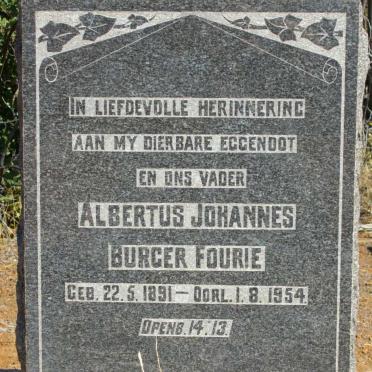 IN LIEFDEVOLLE HERINNERING
AAN MY DIERBARE EGGENOOT
EN ONS VADER
ALBERTUS JOHANNES
BURGER FOURIE
GEB. 22.5.1891 — OORL. 1.8.1954
OPENB. 14.13.